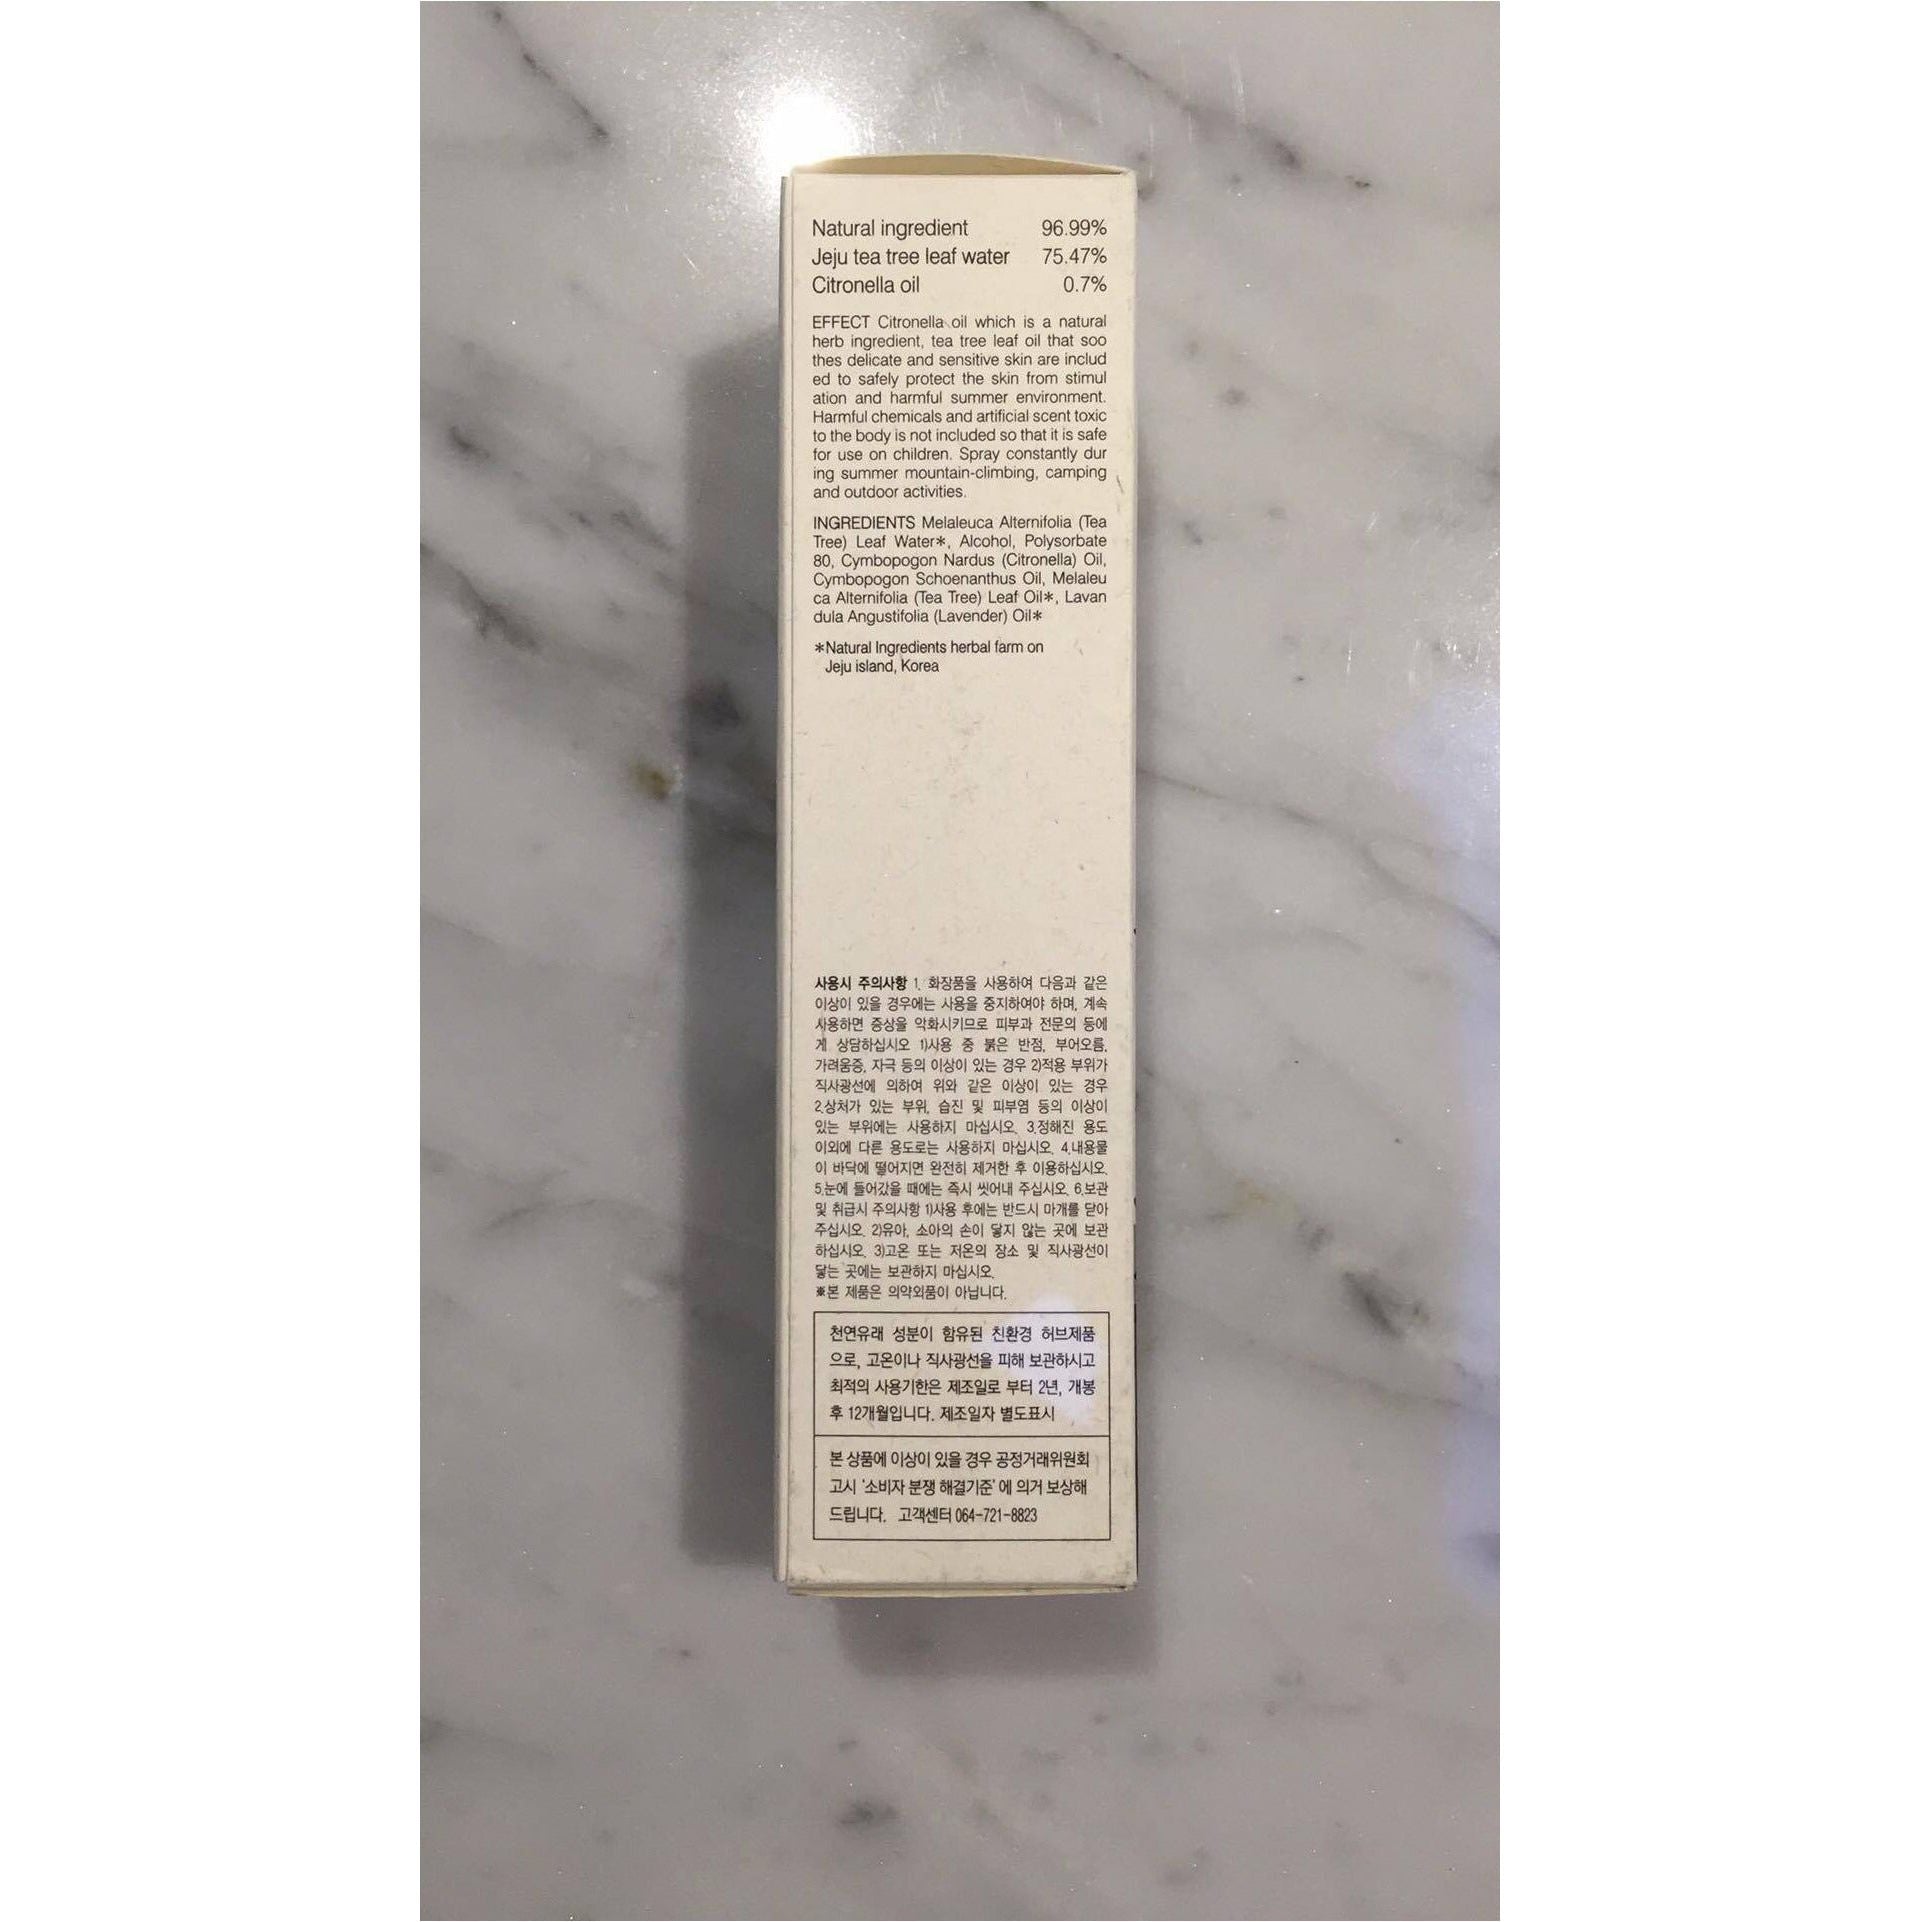 Natural ingredient 96.99%
Jeju tea tree leaf water 75.47%
Citronella oil 0.7%
EFFECT Citronella oil which is a natural
herb ingredient, tea tree leaf oil that soo
thes delicate and sensitive skin are includ
ed to safely protect the skin from stimul
ation and harmful summer environment.
Harmful chemicals and artificial scent toxic
to the body is not included so that it is safe
for use on children. Spray constantly dur
ing summer mountain-climbing, camping
and outdoor activities.
INGREDIENTS Melaleuca Alternifolia (Tea
Tree) Leaf Water*, Alcohol, Polysorbate
80, Cymbopogon Nardus (Citronella) Oil,
Cymbopogon Schoenanthus Oil, Melaleu
ca Alternifolia (Tea Tree) Leaf Oil*, Lavan
dula Angustifolia (Lavender) Oil*
*Natural Ingredients herbal farm on
Jeju island, Korea
사용시 주의사항 1. 화장품을 사용하여 다음과 같은
이상이 있을 경우에는 사용을 중지하여야 하며, 계속
사용하면 증상을 악화시키므로 피부과 전문의 등에
게 상담하십시오 1)사용 중 붉은 반점, 부어오름,
가려움증, 자극 등의 이상이 있는 경우 2)적용 부위가
직사광선에 의하여 위와 같은 이상이 있는 경우
2.상처가 있는 부위, 습진 및 피부염 등의 이상이
있는 부위에는 사용하지 마십시오. 3.정해진 용도
이외에 다른 용도로는 사용하지 마십시오. 4.내용물
이 바닥에 떨어지면 완전히 제거한 후 이용하십시오.
5.눈에 들어갔을 때에는 즉시 씻어내 주십시오. 6.보관
및 취급시 주의사항 1)사용 후에는 반드시 마개를 닫아
주십시오. 2)유아, 소아의 손이 닿지 않는 곳에 보관
하십시오. 3)고온 또는 저온의 장소 및 직사광선이
닿는 곳에는 보관하지 마십시오.
※본 제품은 의약외품이 아닙니다.
천연유래 성분이 함유된 친환경 허브제품
으로, 고온이나 직사광선을 피해 보관하시고
최적의 사용기한은 제조일로 부터 2년, 개봉
후 12개월입니다. 제조일자 별도표시
본 상품에 이상이 있을 경우 공정거래위원회
고시 '소비자 분쟁 해결기준' 에 의거 보상해
드립니다. 고객센터 064-721-8823